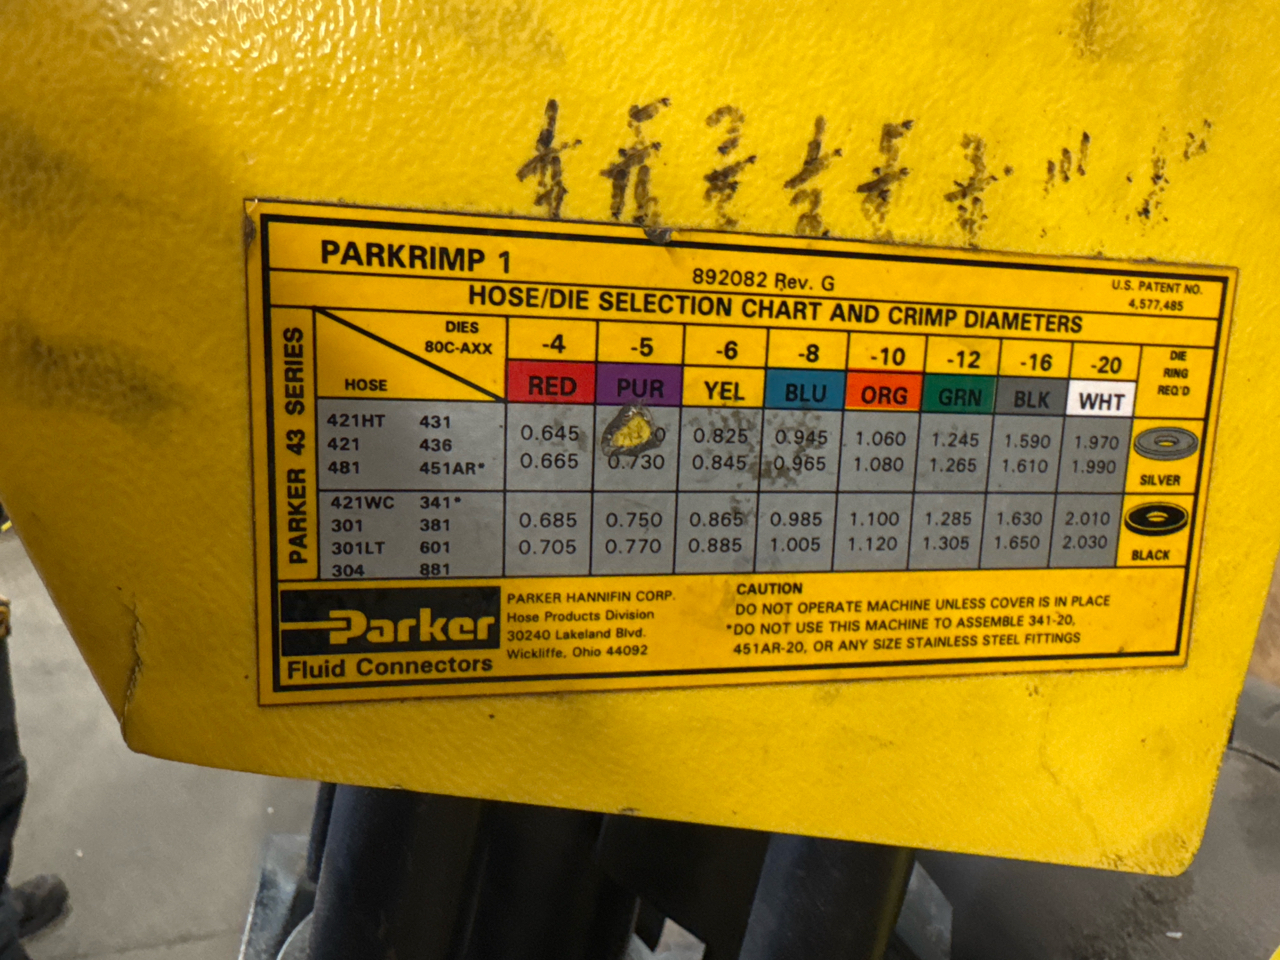 PARKRIMP 1
892082 Rev. G
U.S. PATENT NO.
4,577,485
HOSE/DIE SELECTION CHART AND CRIMP DIAMETERS
PARKER 43 SERIES
DIES
80C-AXX
HOSE
-4 -5 -6 -8 -10 -12 -16 -20
RED PUR YEL BLU ORG GRN BLK WHT
DIE
RING
REQ'D
421HT 431
421 436
481 451AR*
0.645 0.825 0.945 1.060 1.245 1.590 1.970
0.665 0.730 0.845 0.965 1.080 1.265 1.610 1.990
SILVER
421WC 341*
301 381
301LT 601
304 881
0.685 0.750 0.865 0.985 1.100 1.285 1.630 2.010
0.705 0.770 0.885 1.005 1.120 1.305 1.650 2.030
BLACK
Parker
Fluid Connectors
PARKER HANNIFIN CORP.
Hose Products Division
30240 Lakeland Blvd.
Wickliffe, Ohio 44092
CAUTION
DO NOT OPERATE MACHINE UNLESS COVER IS IN PLACE
*DO NOT USE THIS MACHINE TO ASSEMBLE 341-20,
451AR-20, OR ANY SIZE STAINLESS STEEL FITTINGS